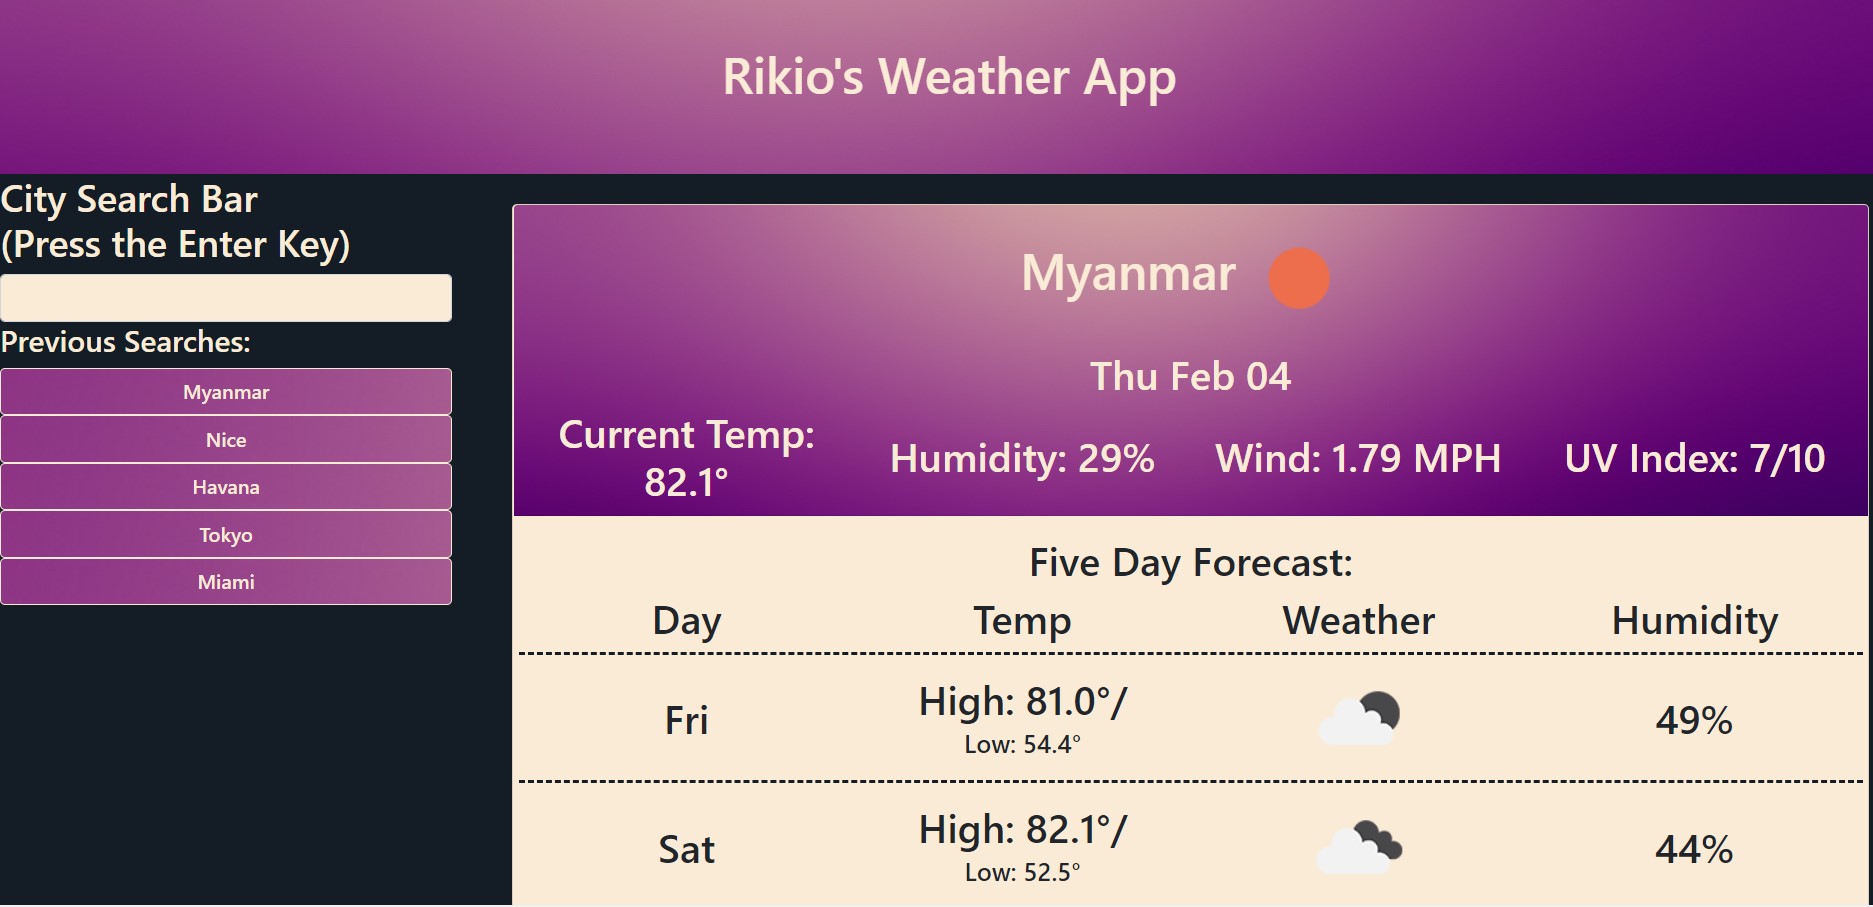 Rikio's Weather App
City Search Bar
(Press the Enter Key)
Previous Searches:
Myanmar
Nice
Havana
Tokyo
Miami
Myanmar
Thu Feb 04
Current Temp:
82.1°
Humidity: 29%
Wind: 1.79 MPH
UV Index: 7/10
Five Day Forecast:
Day Temp Weather Humidity
Fri
High: 81.0°/
Low: 54.4°
49%
Sat
High: 82.1°/
Low: 52.5°
44%